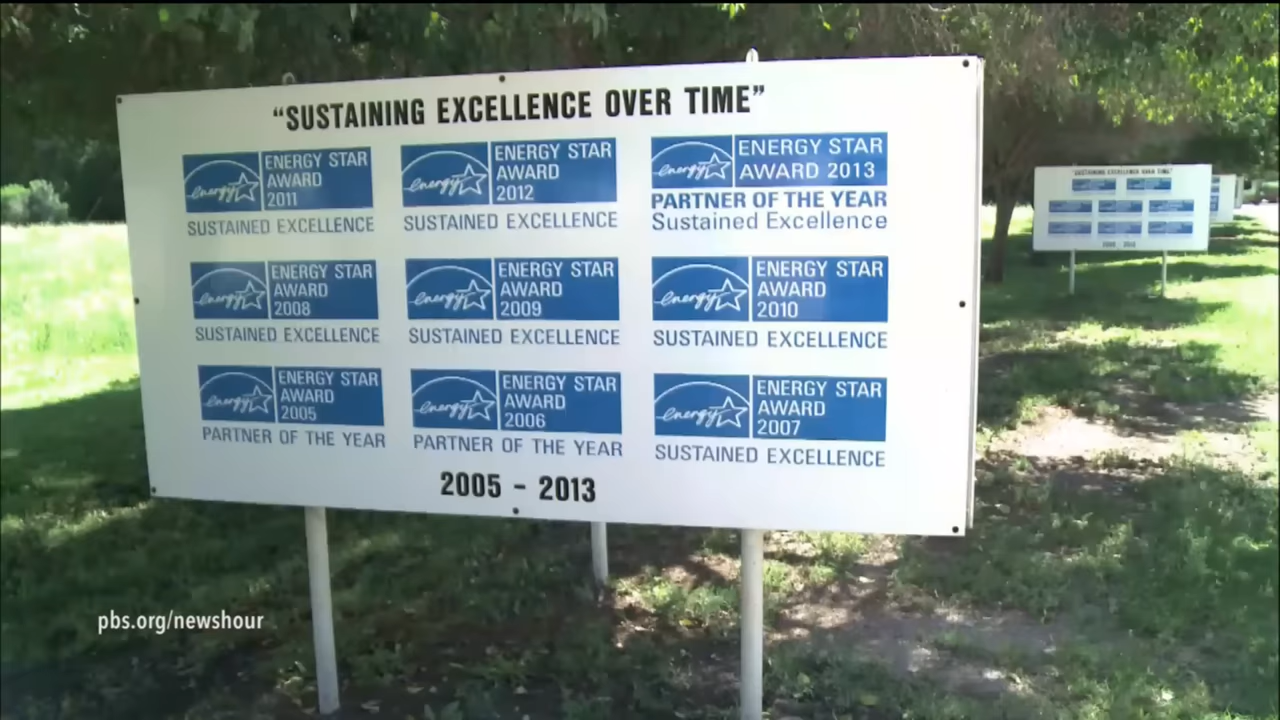 "SUSTAINING EXCELLENCE OVER TIME"
energy
ENERGY STAR
AWARD
2011
SUSTAINED EXCELLENCE
energy
ENERGY STAR
AWARD
2012
SUSTAINED EXCELLENCE
energy
ENERGY STAR
AWARD 2013
PARTNER OF THE YEAR
Sustained Excellence
energy
ENERGY STAR
AWARD
2008
SUSTAINED EXCELLENCE
energy
ENERGY STAR
AWARD
2009
SUSTAINED EXCELLENCE
energy
ENERGY STAR
AWARD
2010
SUSTAINED EXCELLENCE
energy
ENERGY STAR
AWARD
2005
PARTNER OF THE YEAR
energy
ENERGY STAR
AWARD
2006
PARTNER OF THE YEAR
energy
ENERGY STAR
AWARD
2007
SUSTAINED EXCELLENCE
2005 - 2013
"SUSTAINING EXCELLENCE OVER TIME"
pbs.org/newshour